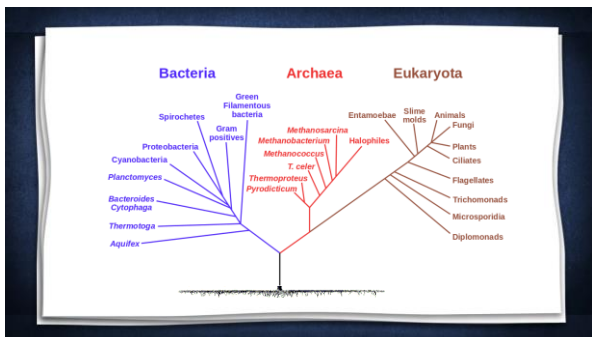 Bacteria
Archaea
Eukaryota
Green
Filamentous
bacteria
Spirochetes
Gram
positives
Proteobacteria
Cyanobacteria
Planctomyces
Bacteroides
Cytophaga
Thermotoga
Aquifex
Methanosarcina
Methanobacterium
Halophiles
Methanococcus
T. celer
Thermoproteus
Pyrodicticum
Entamoebae
Slime
molds
Animals
Fungi
Plants
Ciliates
Flagellates
Trichomonads
Microsporidia
Diplomonads